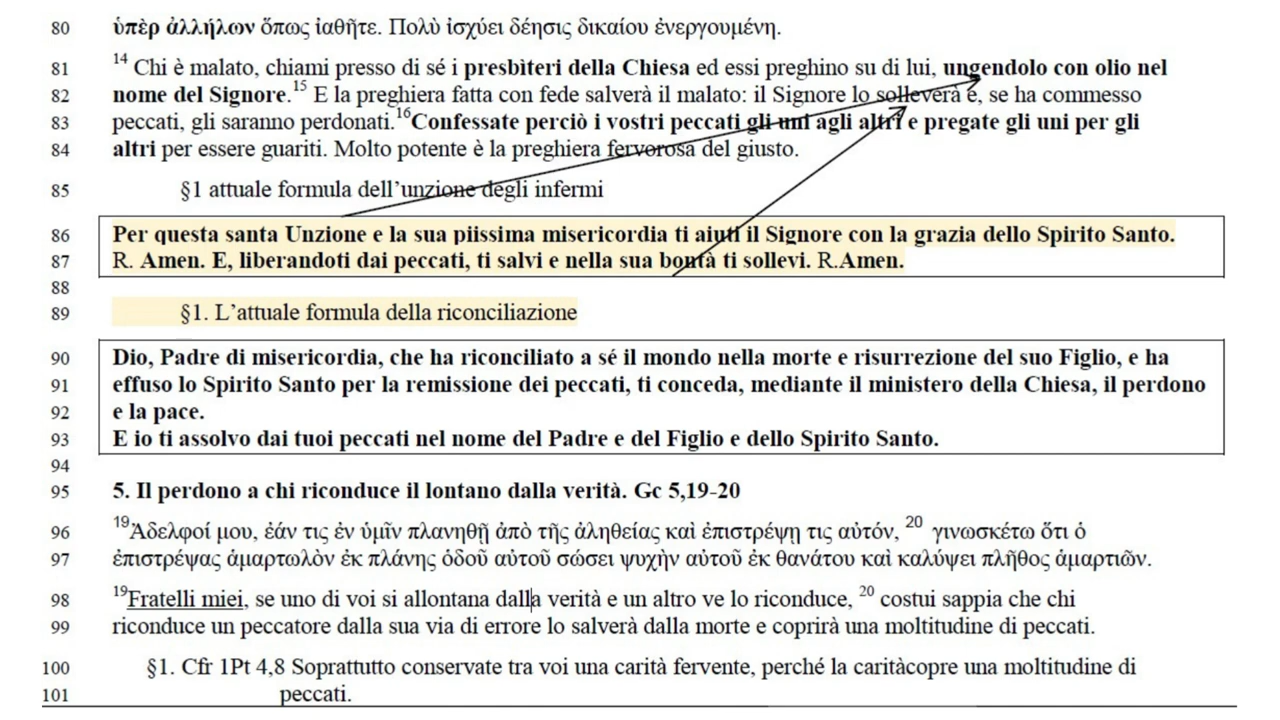 80 ὑπὲρ ἀλλήλων ὅπως ἰαθῆτε. Πολὺ ἰσχύει δέησις δικαίου ἐνεργουμένη.
81 14 Chi è malato, chiami presso di sé i presbìteri della Chiesa ed essi preghino su di lui, ungendolo con olio nel
82 nome del Signore.15 E la preghiera fatta con fede salverà il malato: il Signore lo solleverà e, se ha commesso
83 peccati, gli saranno perdonati.16Confessate perciò i vostri peccati gli uni agli altri e pregate gli uni per gli
84 altri per essere guariti. Molto potente è la preghiera fervorosa del giusto.
85 §1 attuale formula dell’unzione degli infermi
86 Per questa santa Unzione e la sua piissima misericordia ti aiuti il Signore con la grazia dello Spirito Santo.
87 R. Amen. E, liberandoti dai peccati, ti salvi e nella sua bontà ti sollevi. R.Amen.
88
89 §1. L’attuale formula della riconciliazione
90 Dio, Padre di misericordia, che ha riconciliato a sé il mondo nella morte e risurrezione del suo Figlio, e ha
91 effuso lo Spirito Santo per la remissione dei peccati, ti conceda, mediante il ministero della Chiesa, il perdono
92 e la pace.
93 E io ti assolvo dai tuoi peccati nel nome del Padre e del Figlio e dello Spirito Santo.
94
95 5. Il perdono a chi riconduce il lontano dalla verità. Gc 5,19-20
96 19Ἀδελφοί μου, ἐάν τις ἐν ὑμῖν πλανηθῇ ἀπὸ τῆς ἀληθείας καὶ ἐπιστρέψῃ τις αὐτόν, 20 γινωσκέτω ὅτι ὁ
97 ἐπιστρέψας ἁμαρτωλὸν ἐκ πλάνης ὁδοῦ αὐτοῦ σώσει ψυχὴν αὐτοῦ ἐκ θανάτου καὶ καλύψει πλῆθος ἁμαρτιῶν.
98 19Fratelli miei, se uno di voi si allontana dalla verità e un altro ve lo riconduce, 20 costui sappia che chi
99 riconduce un peccatore dalla sua via di errore lo salverà dalla morte e coprirà una moltitudine di peccati.
100 §1. Cfr 1Pt 4,8 Soprattutto conservate tra voi una carità fervente, perché la caritàcopre una moltitudine di
101 peccati.